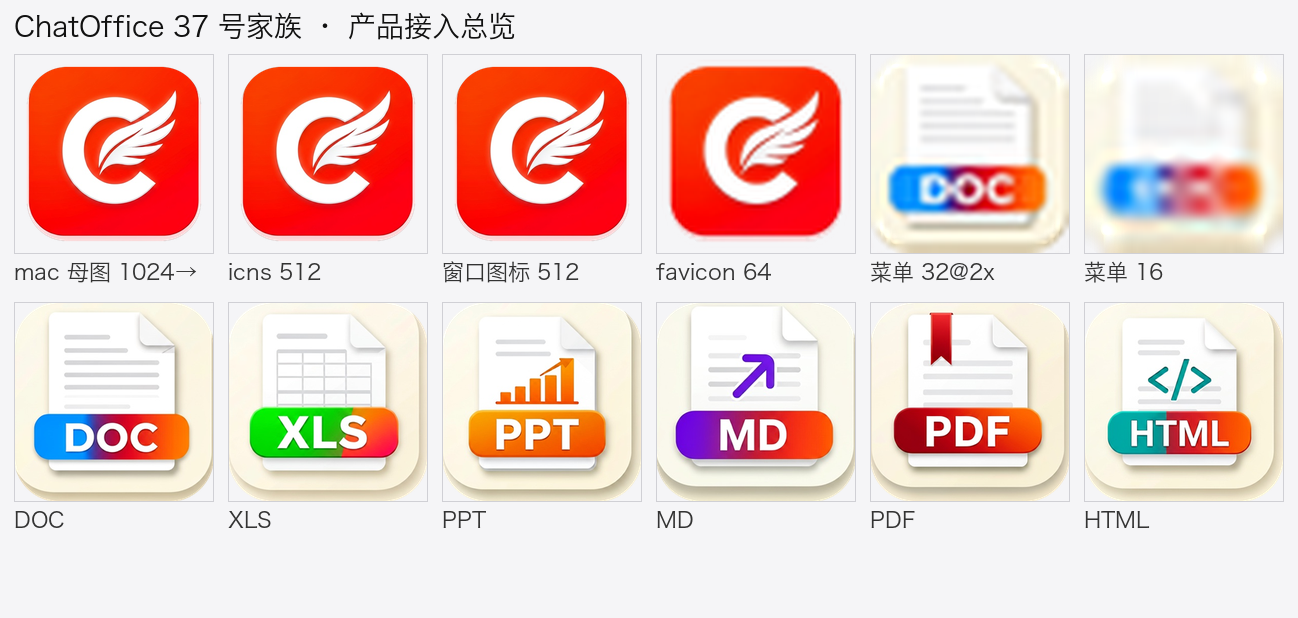 ChatOffice 37 号家族 · 产品接入总览
DOC
mac 母图 1024→
icns 512
窗口图标 512
favicon 64
菜单 32@2x
菜单 16
DOC
XLS
PPT
MD
PDF
HTML
DOC
XLS
PPT
MD
PDF
HTML